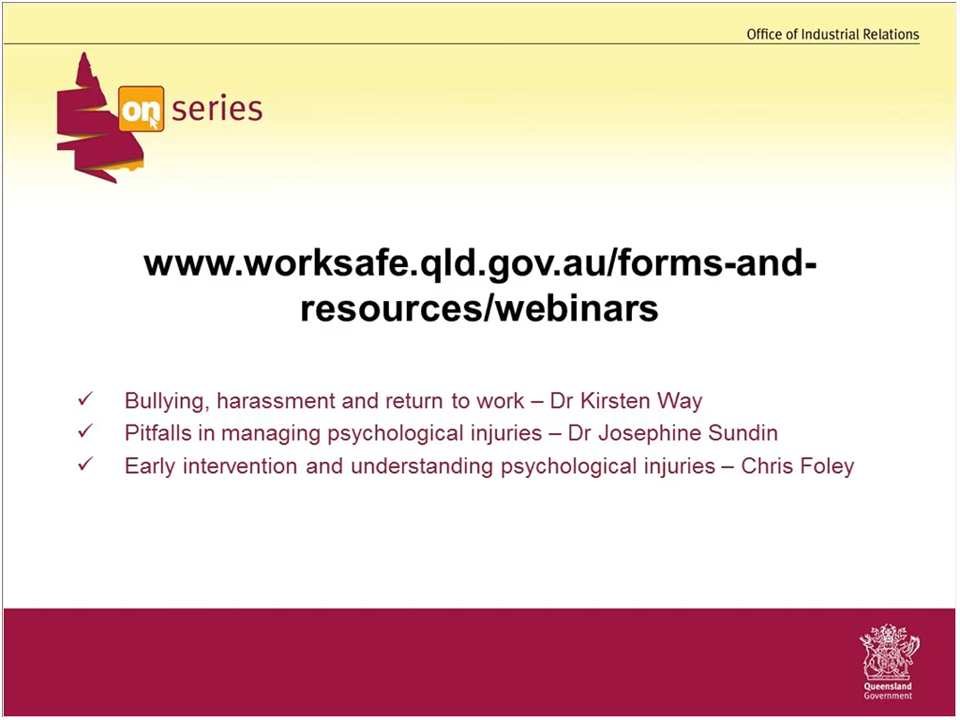 Office of Industrial Relations
on series
www.worksafe.qld.gov.au/forms-and-
resources/webinars
✓ Bullying, harassment and return to work – Dr Kirsten Way
✓ Pitfalls in managing psychological injuries – Dr Josephine Sundin
✓ Early intervention and understanding psychological injuries – Chris Foley
Queensland
Government